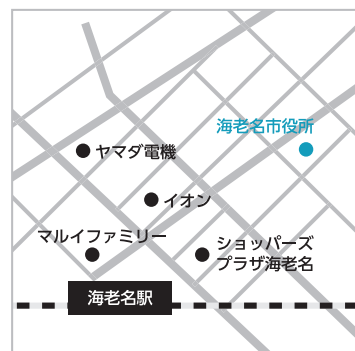 海老名市役所
ヤマダ電機
イオン
マルイファミリー
ショッパーズ
プラザ海老名
海老名駅